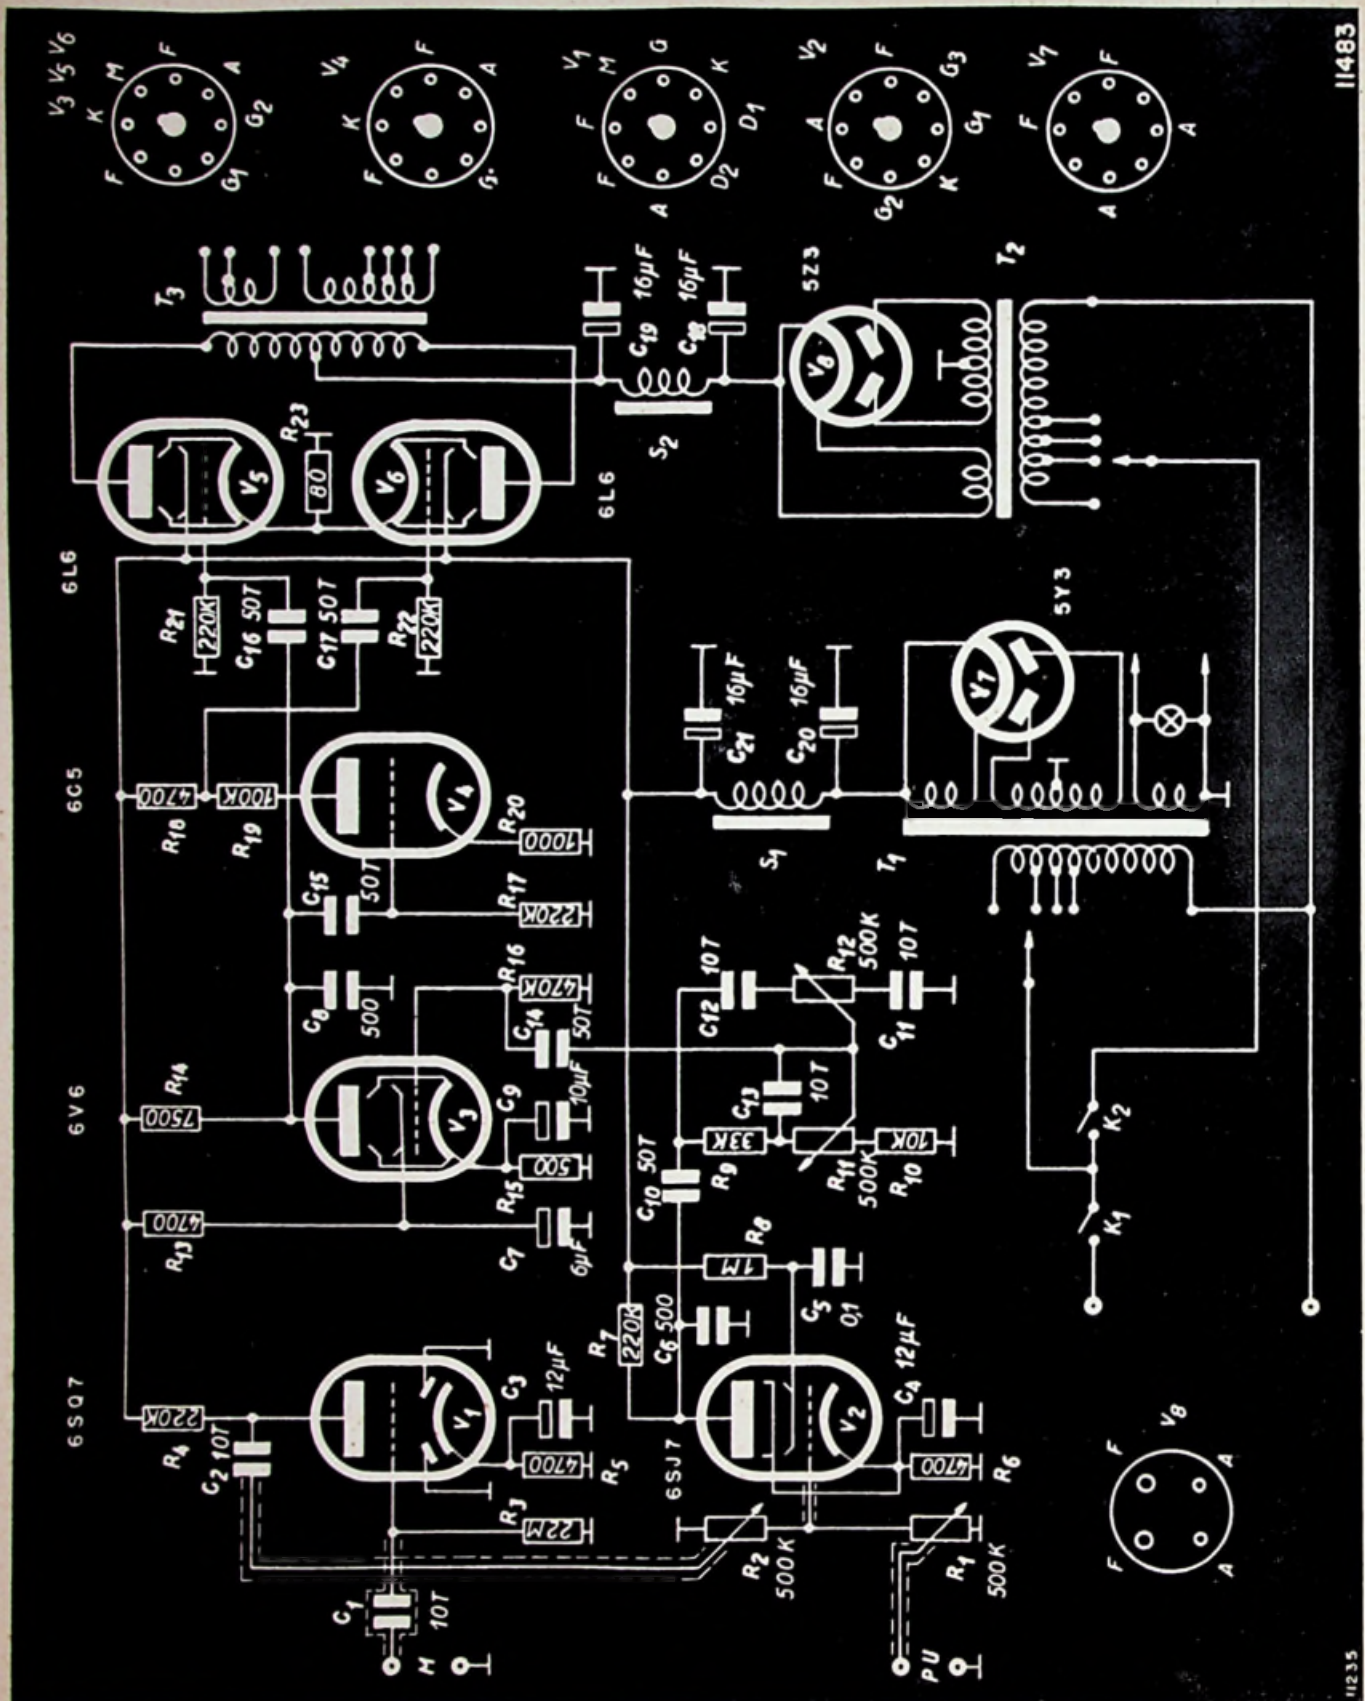 6SQ7
6V6
6C5
6L6
V3 V5 V6
K
M
F
A
G2
G1
F
V4
K
F
A
F
V1
M
F
G
K
D1
D2
A
F
V2
A
F
G3
G1
K
G2
F
V7
F
F
A
A
R4
220K
C2 10T
R13
4700
R14
7500
R18
4700
R19
100K
R21
220K
C16 50T
C17 50T
R22
220K
T3
C1
10T
M
V1
C3
12µF
R3
22M
4700
R5
V3
C8
500
C15
50T
V4
R15
500
C9
10µF
C7
6µF
C14
50T
R16
470K
R17
220K
R20
1000
V5
R23
80
V6
6L6
6SJ7
R7
220K
C6 500
C10
50T
R8
1M
C5
0,1
V2
C4
12µF
R6
4700
R2
500K
R1
500K
PU
R9
33K
C13
10T
R11
500K
R10
10K
C12
10T
R12
500K
C11
10T
C21
16µF
C20
16µF
S1
T1
V7
5Y3
C19
16µF
C18
16µF
S2
V8
5Z3
T2
K1
K2
V8
F
F
A
A
11235
11483